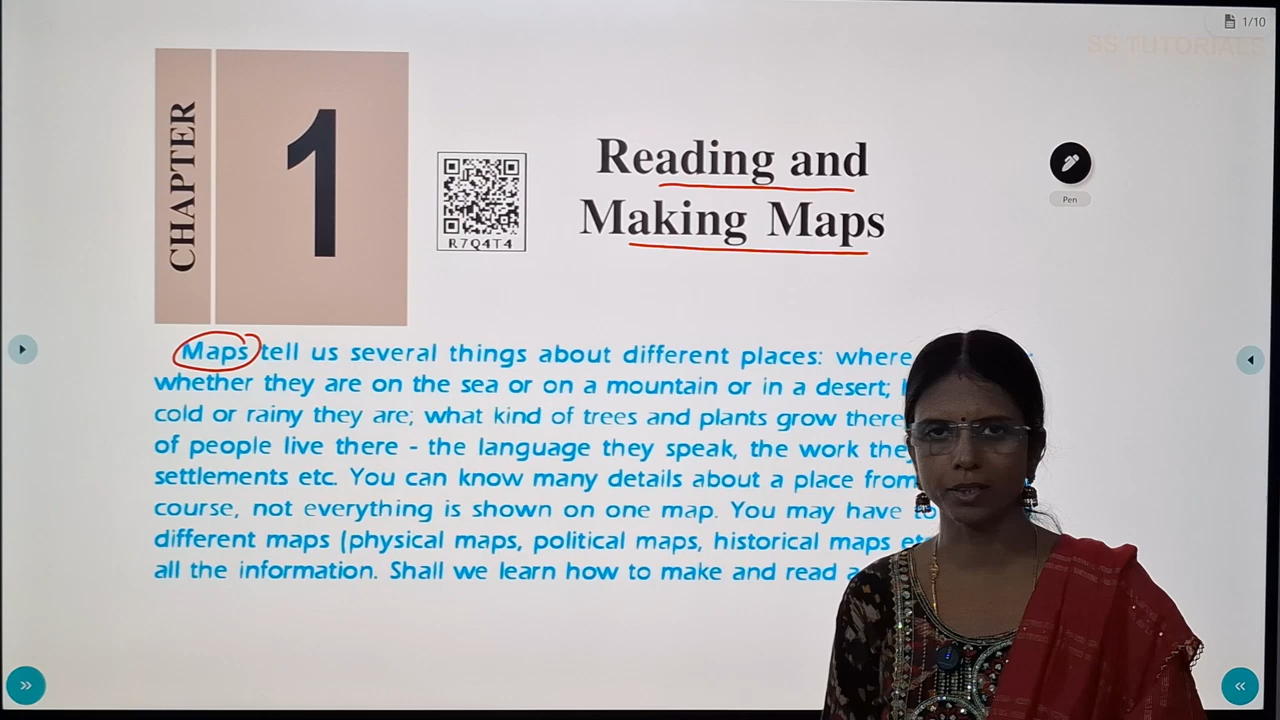 1/10
SS TUTORIALS
CHAPTER
1
R7Q4T4
Reading and
Making Maps
Pen
Maps tell us several things about different places: where
whether they are on the sea or on a mountain or in a desert;
cold or rainy they are; what kind of trees and plants grow there
of people live there - the language they speak, the work they
settlements etc. You can know many details about a place from
course, not everything is shown on one map. You may have to
different maps (physical maps, political maps, historical maps etc
all the information. Shall we learn how to make and read a